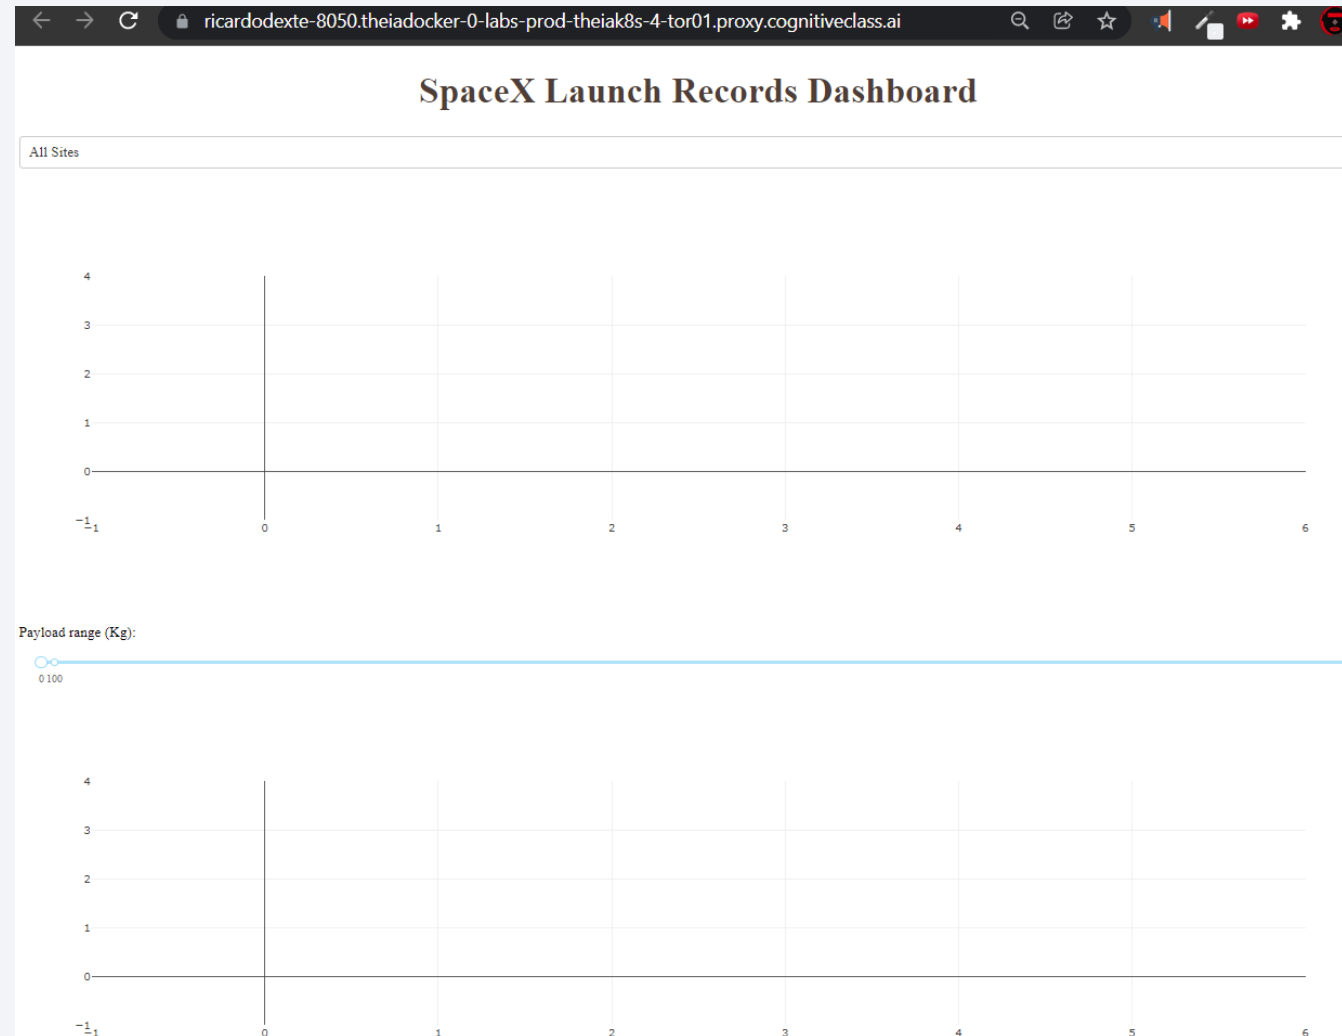 ricardodexte-8050.theiadocker-0-labs-prod-theiak8s-4-tor01.proxy.cognitiveclass.ai
SpaceX Launch Records Dashboard
All Sites
4
3
2
1
0
−1
−1 0 1 2 3 4 5 6
Payload range (Kg):
0 100
4
3
2
1
0
−1
−1 0 1 2 3 4 5 6